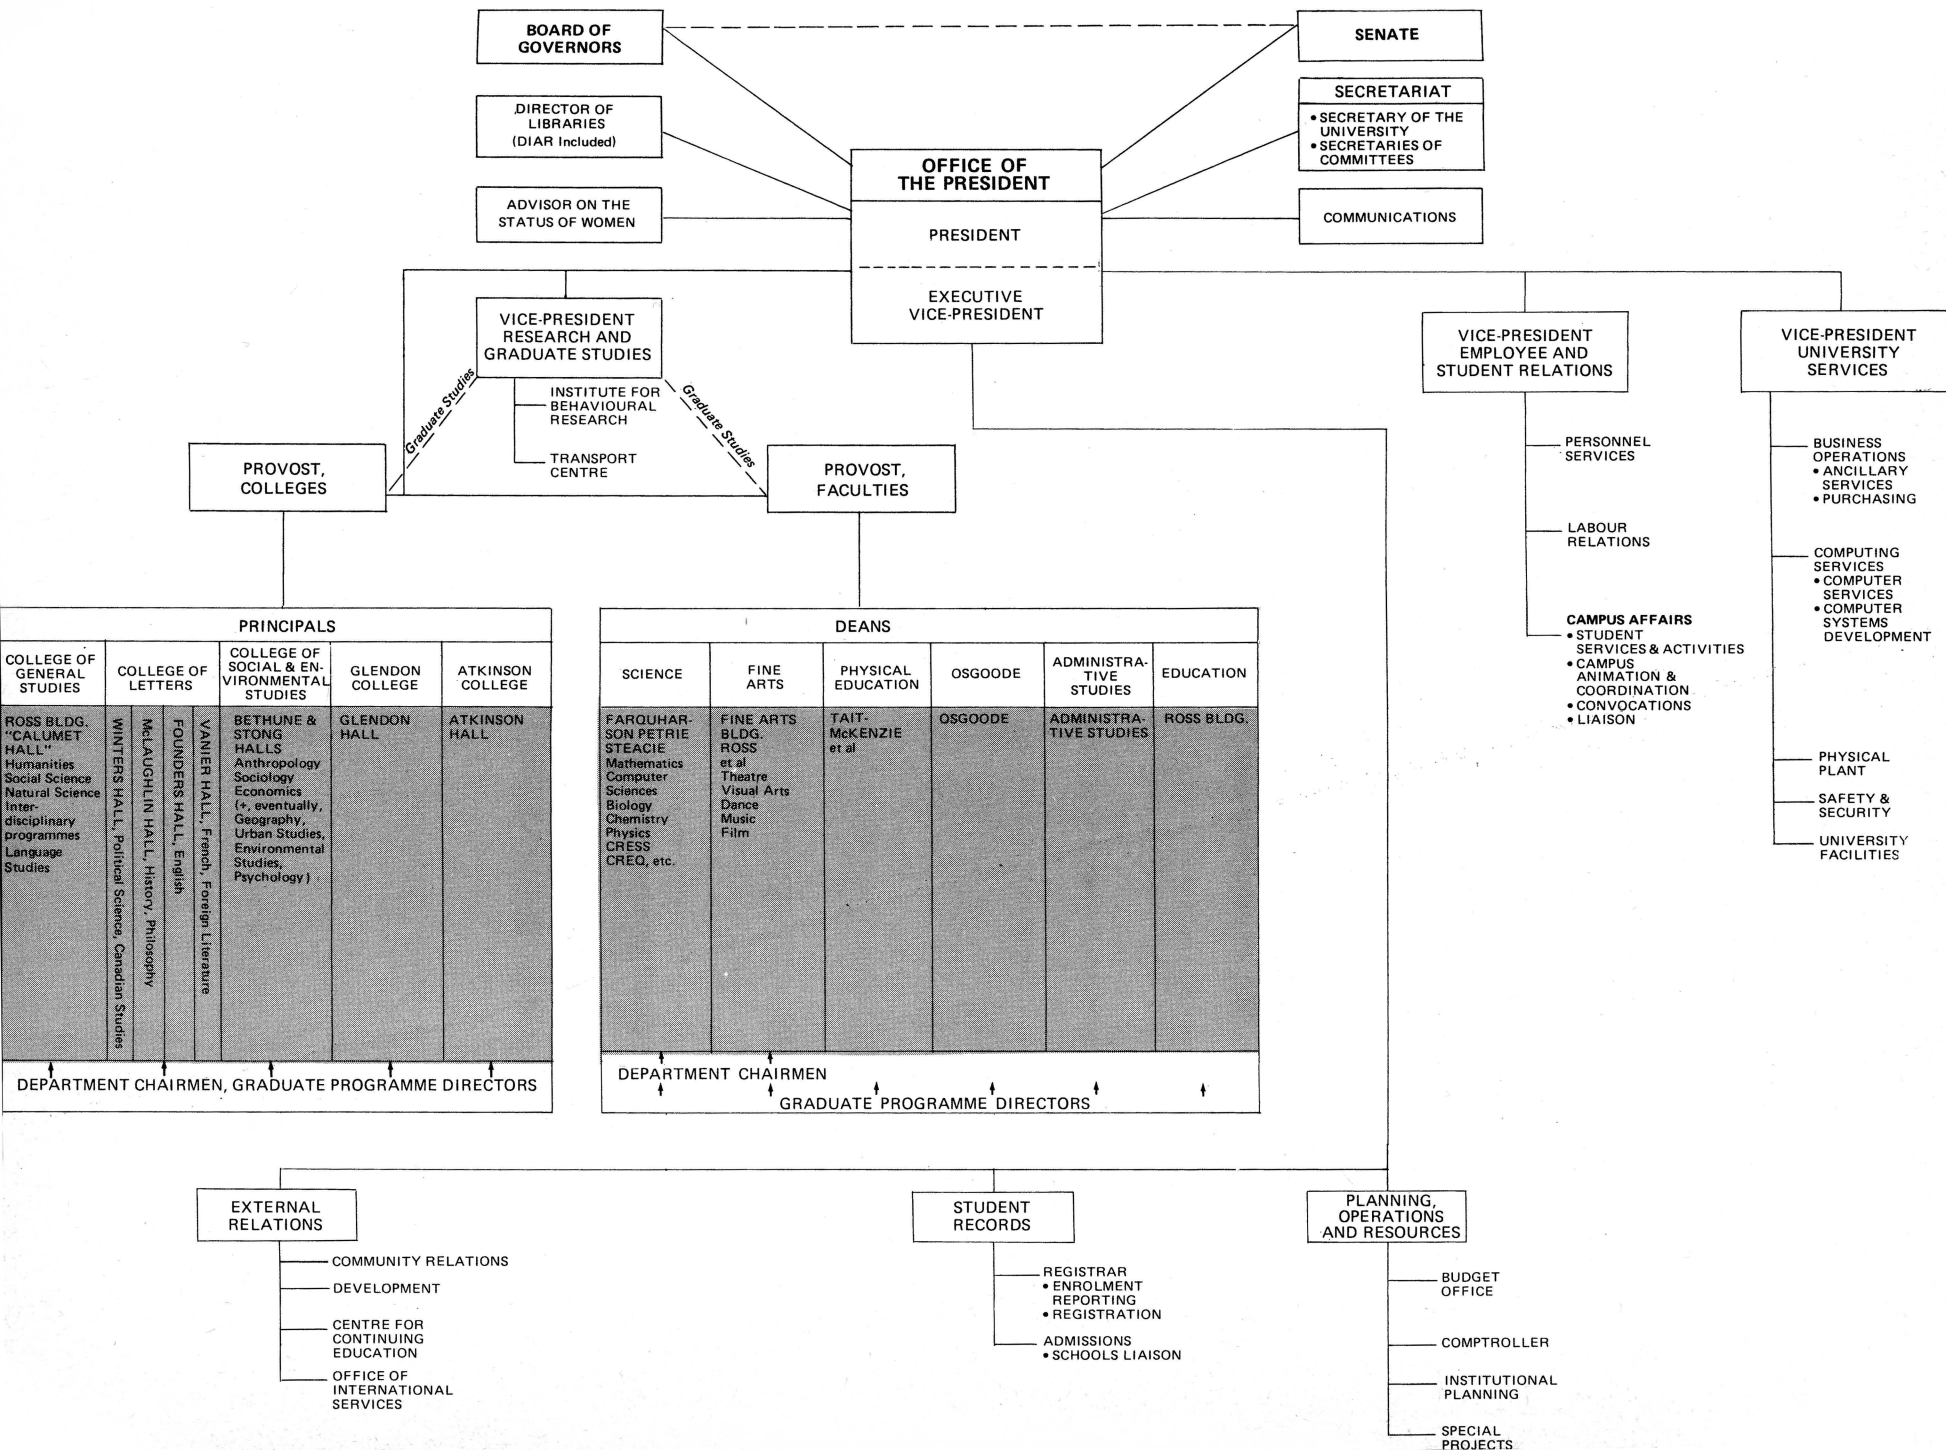 BOARD OF
GOVERNORS
SENATE
DIRECTOR OF
LIBRARIES
(DIAR Included)
SECRETARIAT
• SECRETARY OF THE
UNIVERSITY
• SECRETARIES OF
COMMITTEES
ADVISOR ON THE
STATUS OF WOMEN
COMMUNICATIONS
OFFICE OF
THE PRESIDENT
PRESIDENT
EXECUTIVE
VICE-PRESIDENT
VICE-PRESIDENT
RESEARCH AND
GRADUATE STUDIES
Graduate Studies
Graduate Studies
INSTITUTE FOR
BEHAVIOURAL
RESEARCH
TRANSPORT
CENTRE
PROVOST,
COLLEGES
PROVOST,
FACULTIES
VICE-PRESIDENT
EMPLOYEE AND
STUDENT RELATIONS
PERSONNEL
SERVICES
LABOUR
RELATIONS
CAMPUS AFFAIRS
• STUDENT
SERVICES & ACTIVITIES
• CAMPUS
ANIMATION &
COORDINATION
• CONVOCATIONS
• LIAISON
VICE-PRESIDENT
UNIVERSITY
SERVICES
BUSINESS
OPERATIONS
• ANCILLARY
SERVICES
• PURCHASING
COMPUTING
SERVICES
• COMPUTER
SERVICES
• COMPUTER
SYSTEMS
DEVELOPMENT
PHYSICAL
PLANT
SAFETY &
SECURITY
UNIVERSITY
FACILITIES
PRINCIPALS
COLLEGE OF
GENERAL
STUDIES
COLLEGE OF
LETTERS
COLLEGE OF
SOCIAL & EN-
VIRONMENTAL
STUDIES
GLENDON
COLLEGE
ATKINSON
COLLEGE
ROSS BLDG.
"CALUMET
HALL"
Humanities
Social Science
Natural Science
Inter-
disciplinary
programmes
Language
Studies
WINTERS HALL, Political Science, Canadian Studies
McLAUGHLIN HALL, History, Philosophy
FOUNDERS HALL, English
VANIER HALL, French, Foreign Literature
BETHUNE &
STONG
HALLS
Anthropology
Sociology
Economics
(+, eventually,
Geography,
Urban Studies,
Environmental
Studies,
Psychology)
GLENDON
HALL
ATKINSON
HALL
DEPARTMENT CHAIRMEN, GRADUATE PROGRAMME DIRECTORS
DEANS
SCIENCE
FINE
ARTS
PHYSICAL
EDUCATION
OSGOODE
ADMINISTRA-
TIVE
STUDIES
EDUCATION
FARQUHAR-
SON PETRIE
STEACIE
Mathematics
Computer
Sciences
Biology
Chemistry
Physics
CRESS
CREQ, etc.
FINE ARTS
BLDG.
ROSS
et al
Theatre
Visual Arts
Dance
Music
Film
TAIT-
McKENZIE
et al
OSGOODE
ADMINISTRA-
TIVE STUDIES
ROSS BLDG.
DEPARTMENT CHAIRMEN
GRADUATE PROGRAMME DIRECTORS
EXTERNAL
RELATIONS
COMMUNITY RELATIONS
DEVELOPMENT
CENTRE FOR
CONTINUING
EDUCATION
OFFICE OF
INTERNATIONAL
SERVICES
STUDENT
RECORDS
REGISTRAR
• ENROLMENT
REPORTING
• REGISTRATION
ADMISSIONS
• SCHOOLS LIAISON
PLANNING,
OPERATIONS
AND RESOURCES
BUDGET
OFFICE
COMPTROLLER
INSTITUTIONAL
PLANNING
SPECIAL
PROJECTS